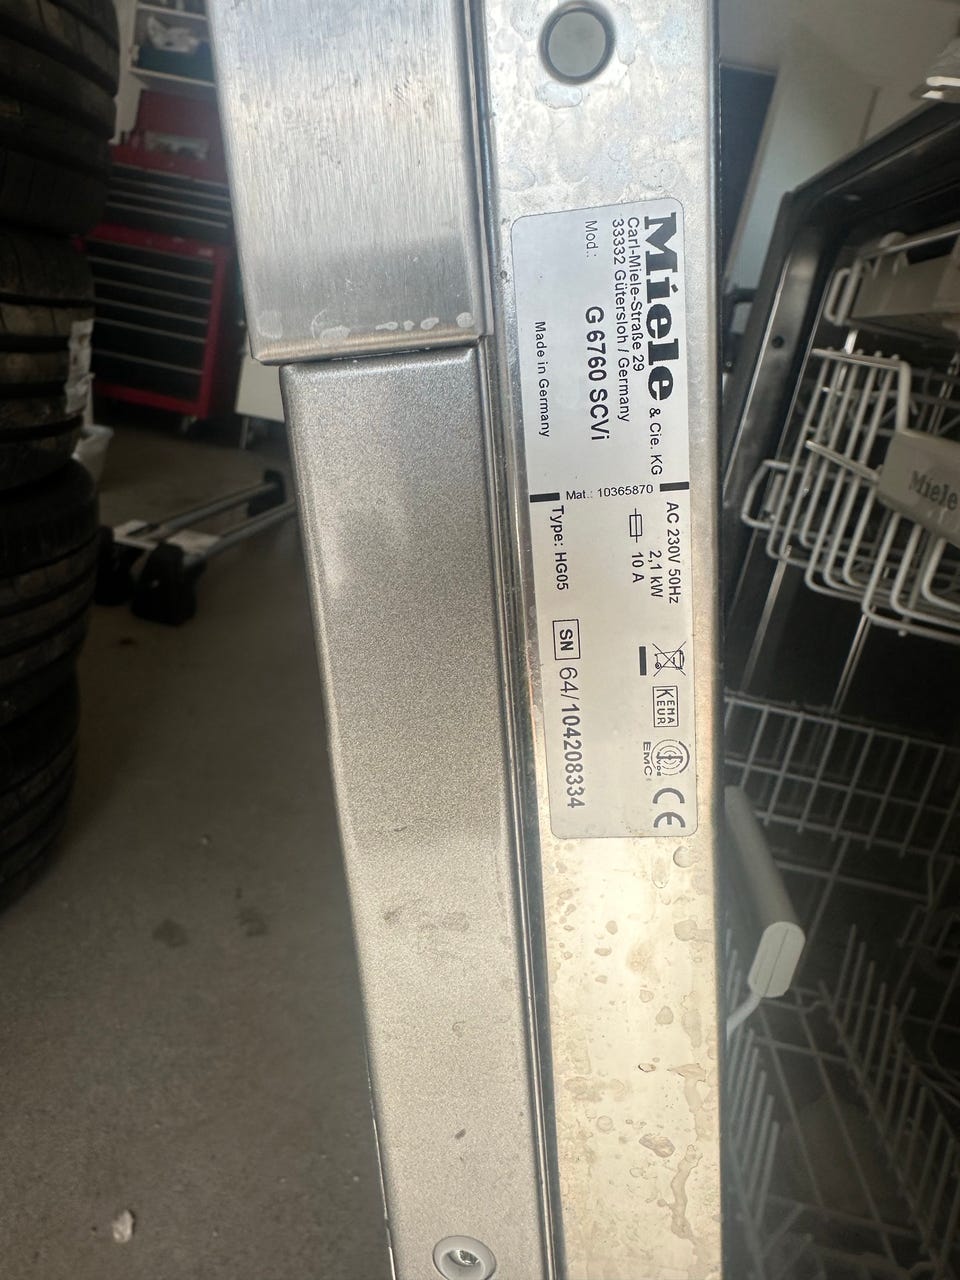 Miele & Cie. KG
Carl-Miele-Straße 29
33332 Gütersloh / Germany
Mod.: G 6760 SCVi
Made in Germany
Mat.: 10365870
AC 230V 50Hz
2,1 kW
10 A
Type: HG05
SN 64/104208334
KEMA
KEUR
VDE
EMC
CE
Miele